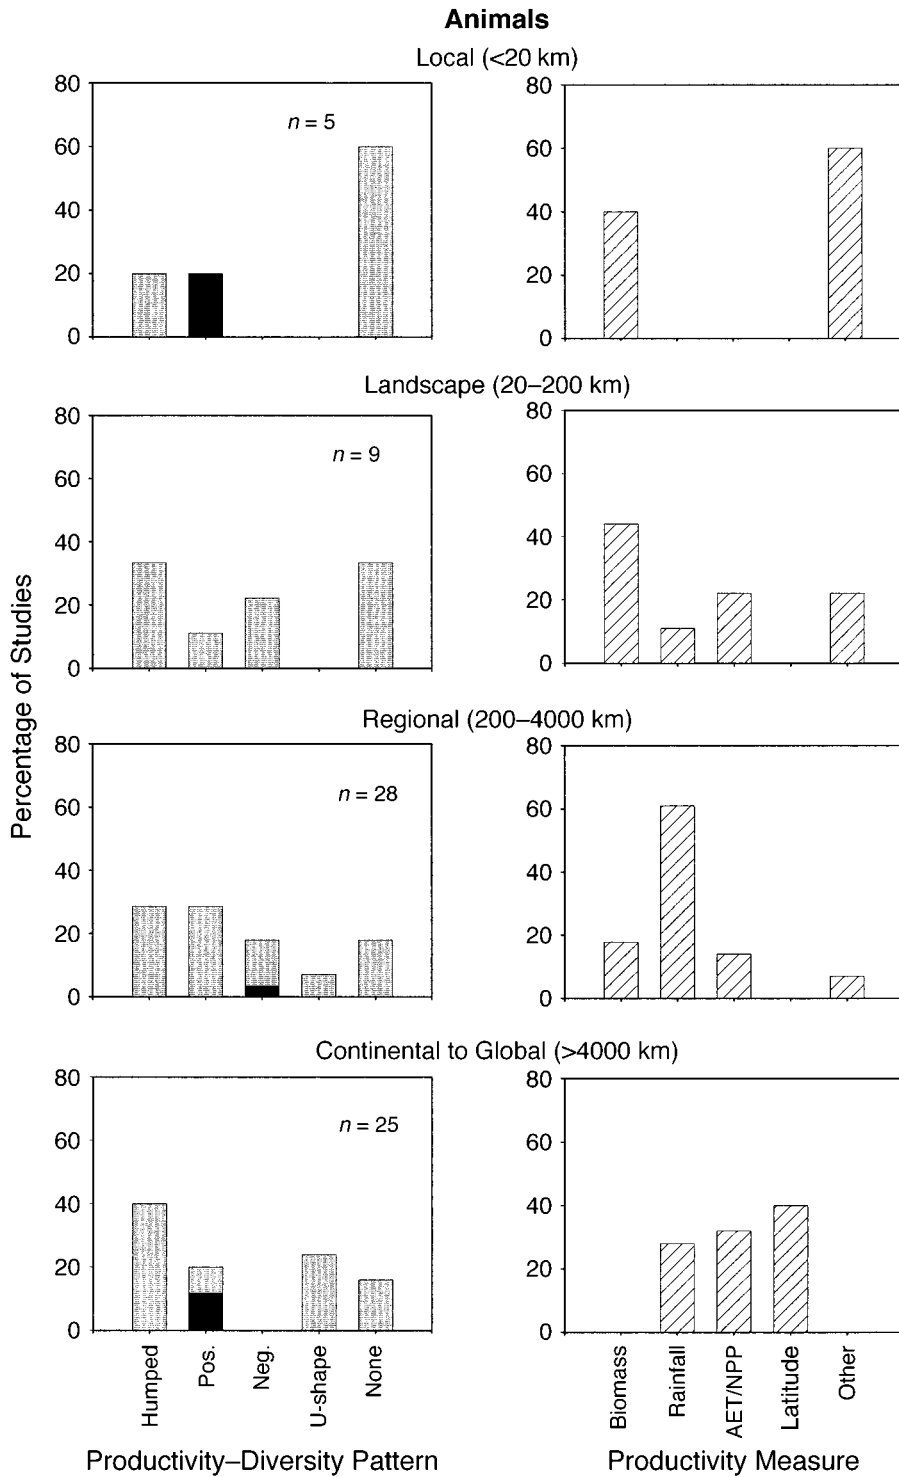 Animals
Local (<20 km)
80
60
40
20
0
n = 5
80
60
40
20
0
Landscape (20–200 km)
80
60
40
20
0
n = 9
80
60
40
20
0
Percentage of Studies
Regional (200–4000 km)
80
60
40
20
0
n = 28
80
60
40
20
0
Continental to Global (>4000 km)
80
60
40
20
0
n = 25
80
60
40
20
0
Humped
Pos.
Neg.
U-shape
None
Biomass
Rainfall
AET/NPP
Latitude
Other
Productivity–Diversity Pattern
Productivity Measure